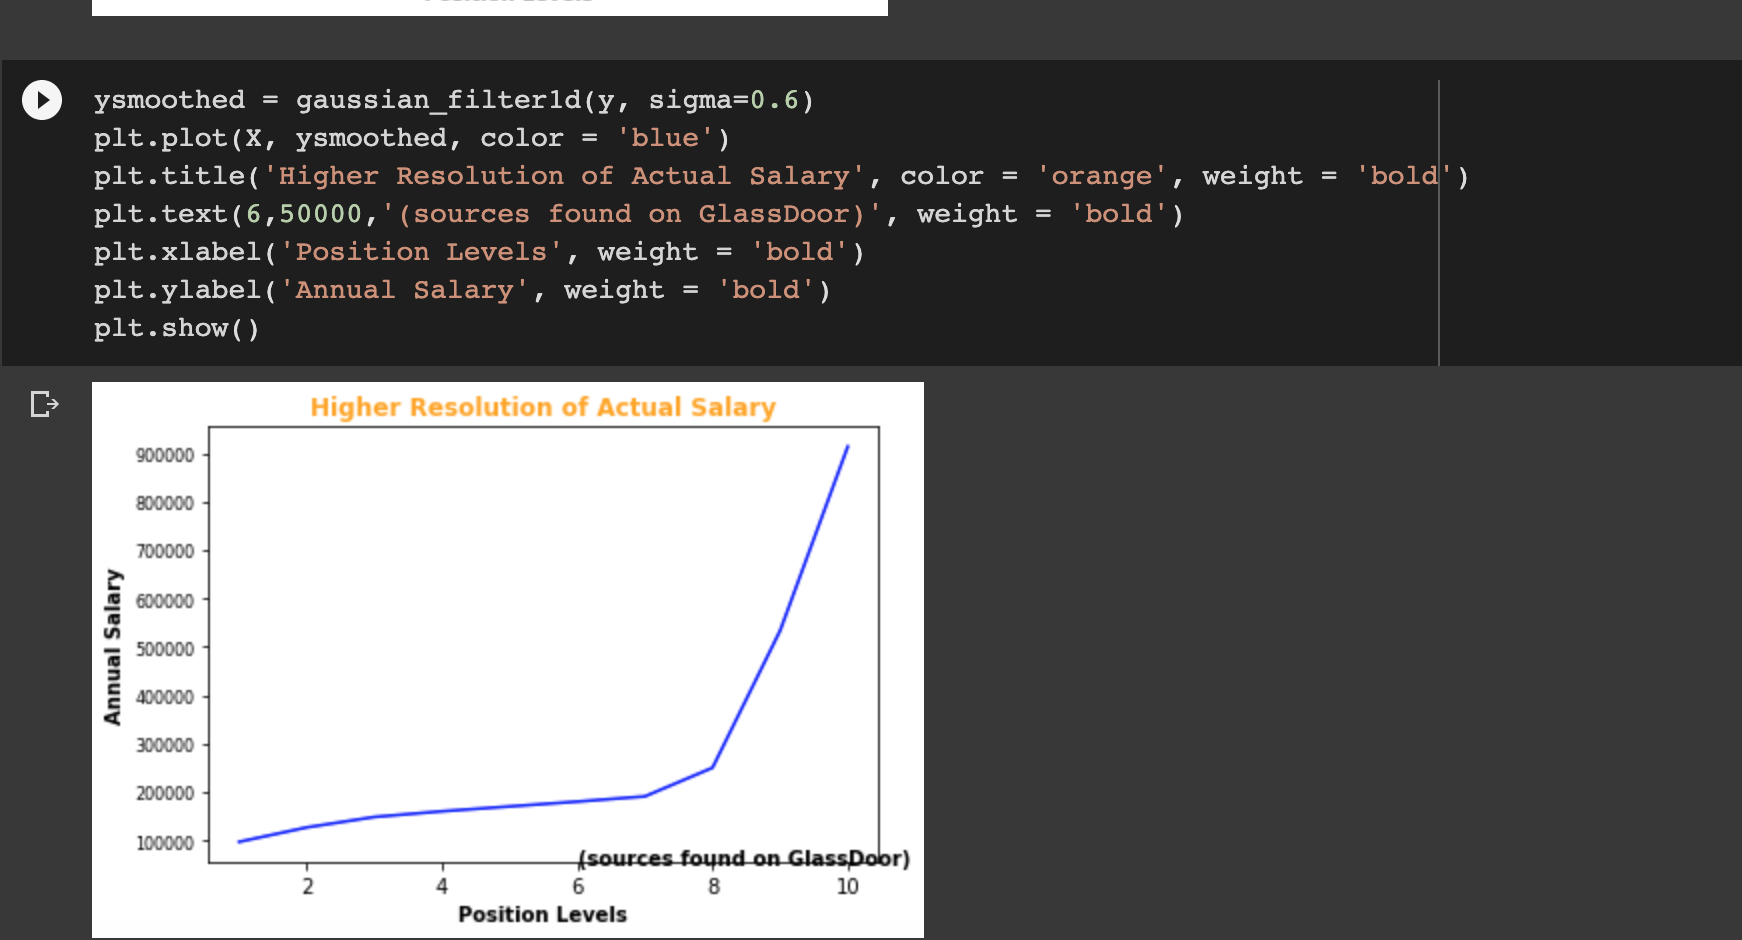 ysmoothed = gaussian_filter1d(y, sigma=0.6)
plt.plot(X, ysmoothed, color = 'blue')
plt.title('Higher Resolution of Actual Salary', color = 'orange', weight = 'bold')
plt.text(6,50000,'(sources found on GlassDoor)', weight = 'bold')
plt.xlabel('Position Levels', weight = 'bold')
plt.ylabel('Annual Salary', weight = 'bold')
plt.show()
Higher Resolution of Actual Salary
900000
800000
700000
600000
500000
400000
300000
200000
100000
Annual Salary
(sources found on GlassDoor)
2 4 6 8 10
Position Levels